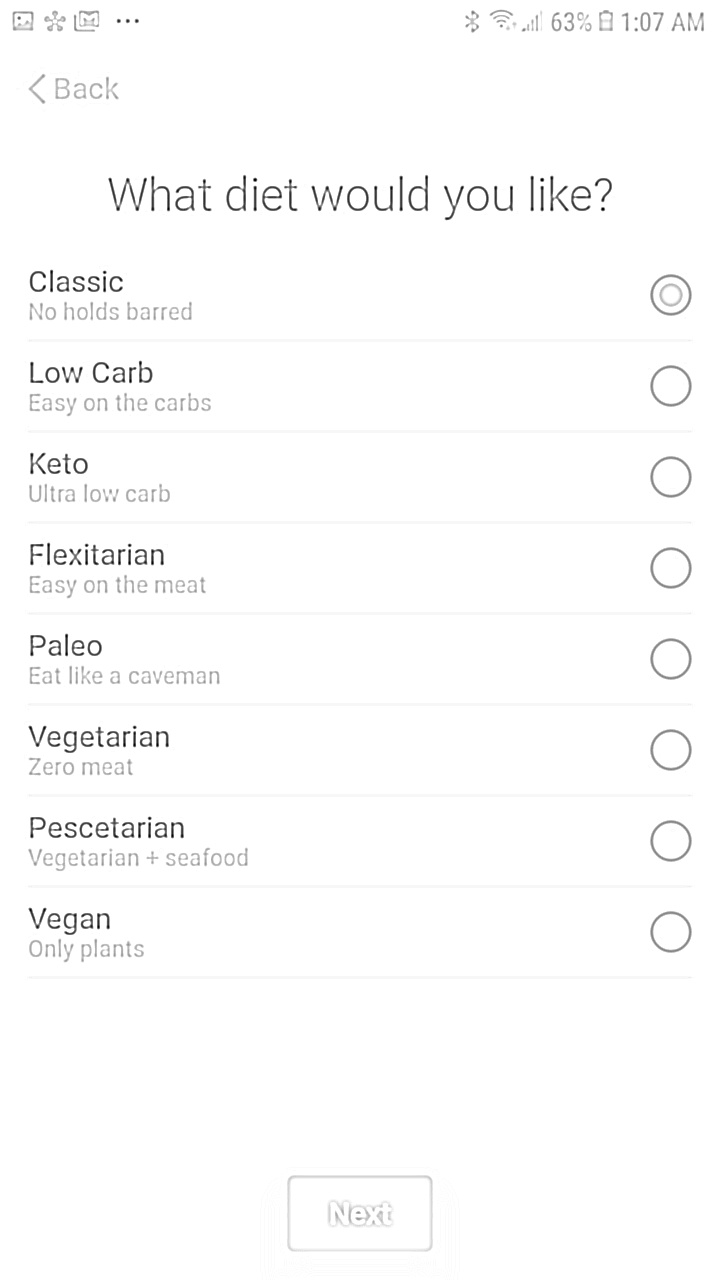 63% 1:07 AM
Back
What diet would you like?
Classic
No holds barred
Low Carb
Easy on the carbs
Keto
Ultra low carb
Flexitarian
Easy on the meat
Paleo
Eat like a caveman
Vegetarian
Zero meat
Pescetarian
Vegetarian + seafood
Vegan
Only plants
Next